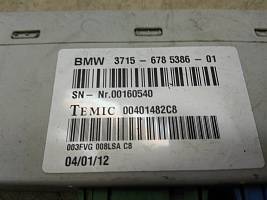 BMW 3715 - 678 5386 - 01
SN- Nr.00160540
TEMIC 00401482C8
003FVG 008LSA C8
04/01/12